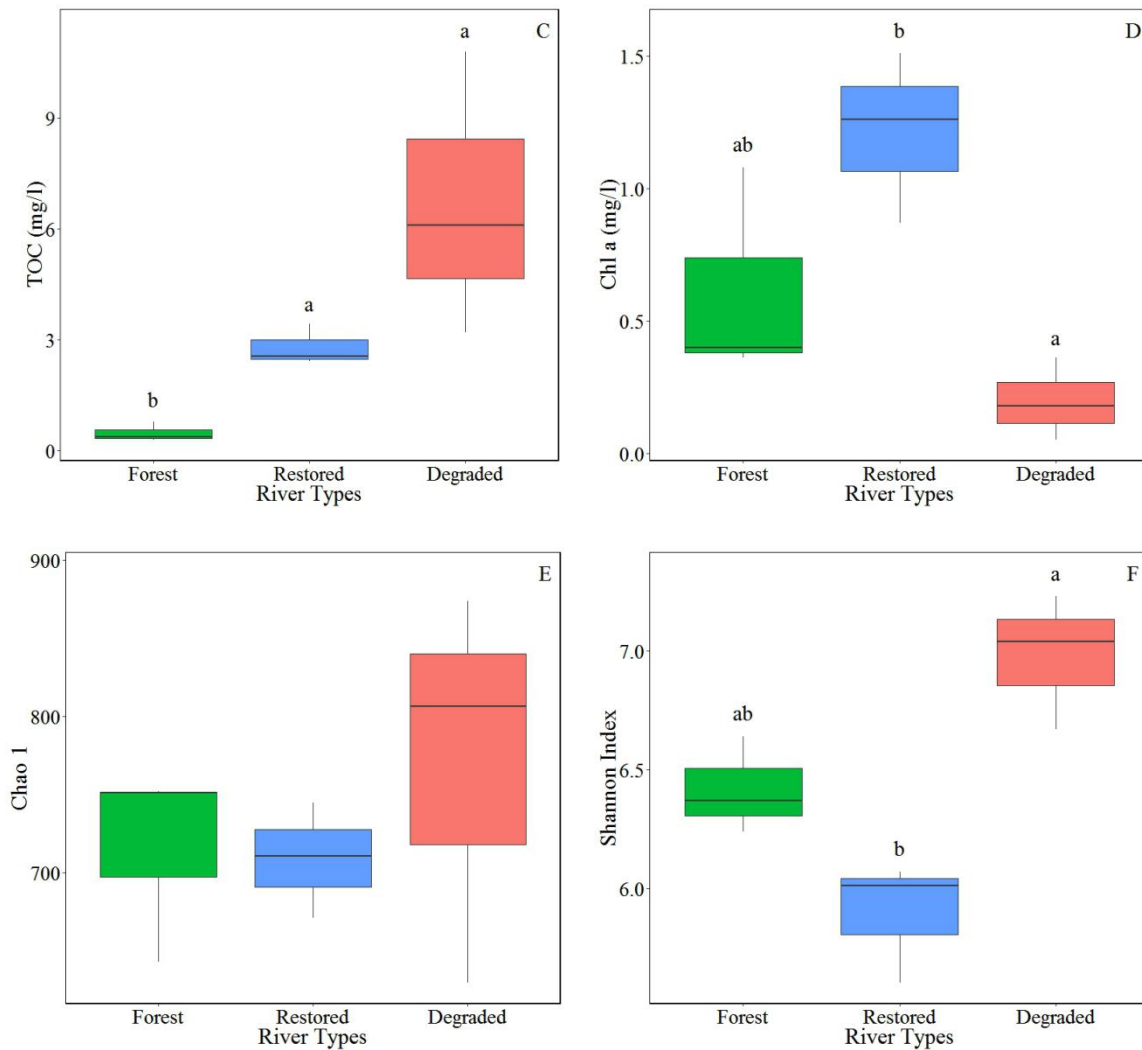 C
a
a
b
TOC (mg/l)
9
6
3
0
Forest Restored Degraded
River Types
D
b
ab
a
Chl a (mg/l)
1.5
1.0
0.5
0.0
Forest Restored Degraded
River Types
E
Chao 1
900
800
700
Forest Restored Degraded
River Types
F
a
ab
b
Shannon Index
7.0
6.5
6.0
Forest Restored Degraded
River Types